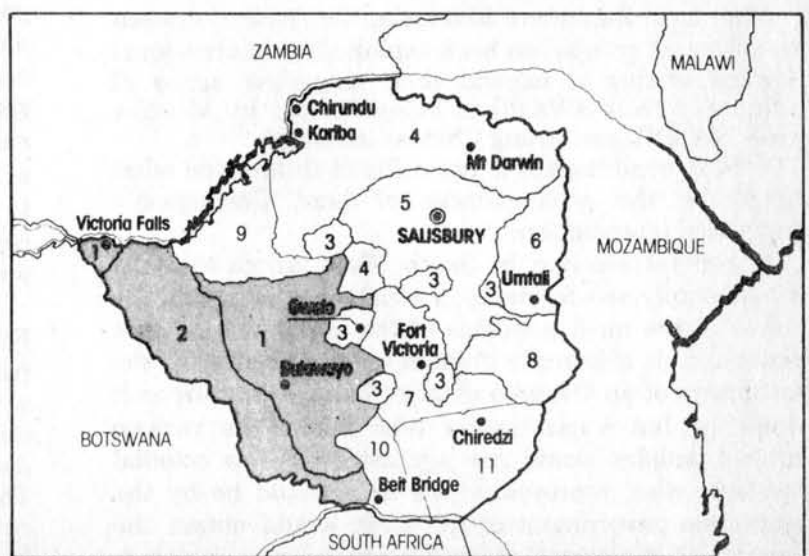 ZAMBIA
MALAWI
Chirundu
Kariba
4
Mt Darwin
5
Victoria Falls
9
3
SALISBURY
6
MOZAMBIQUE
1
3
3
Umtali
Gwelo
2
1
3
Fort
Victoria
8
Bulawayo
3
3
7
BOTSWANA
10
Chiredzi
11
Beit Bridge
SOUTH AFRICA